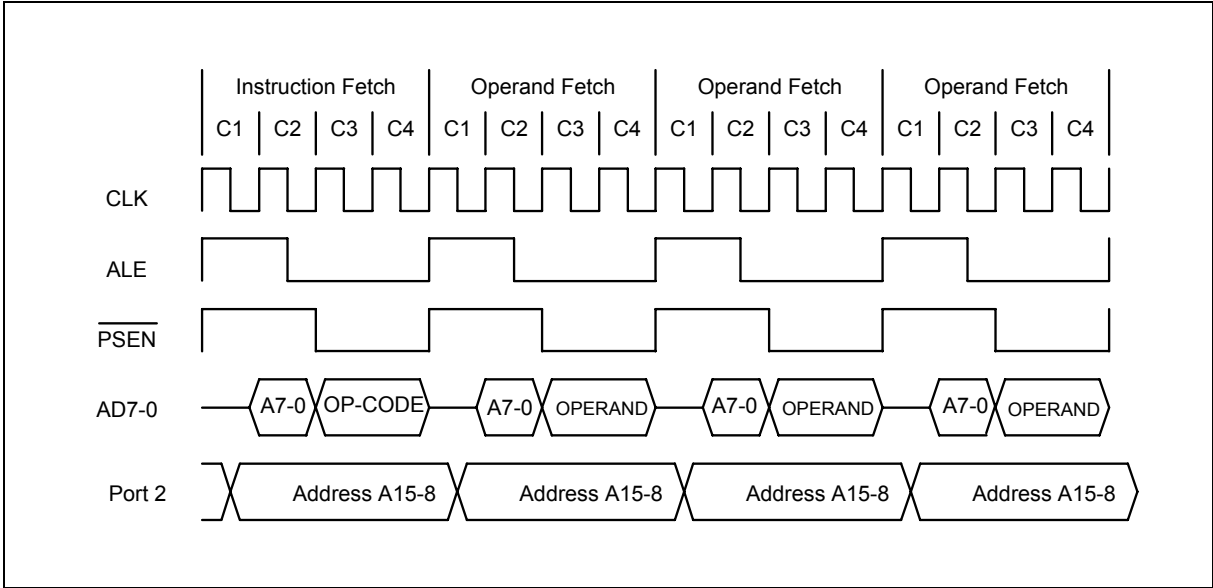 Instruction Fetch Operand Fetch Operand Fetch Operand Fetch
C1 C2 C3 C4 C1 C2 C3 C4 C1 C2 C3 C4 C1 C2 C3 C4
CLK
ALE
PSEN
AD7-0 A7-0 OP-CODE A7-0 OPERAND A7-0 OPERAND A7-0 OPERAND
Port 2 Address A15-8 Address A15-8 Address A15-8 Address A15-8